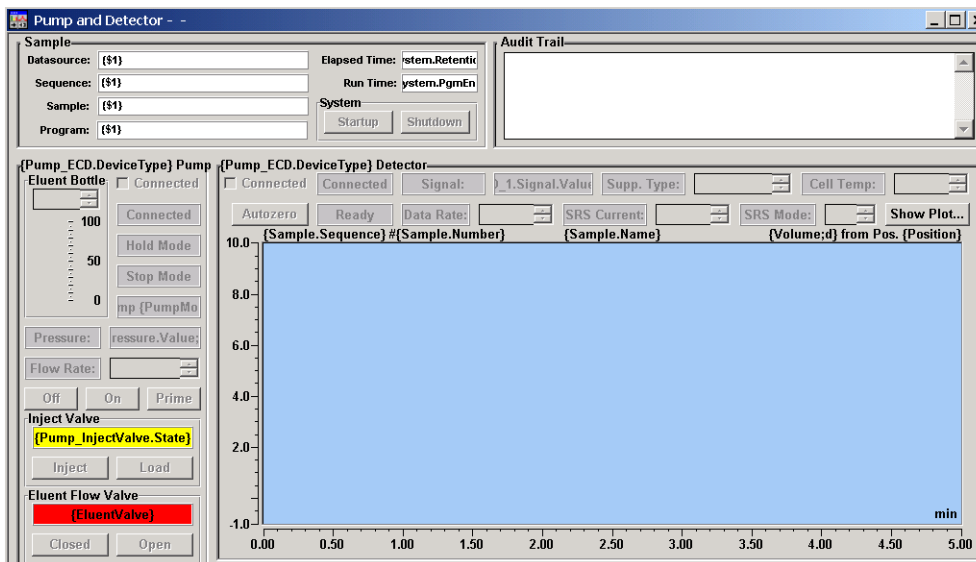 Pump and Detector - -
Sample
Datasource: {$1}
Sequence: {$1}
Sample: {$1}
Program: {$1}
Elapsed Time: ystem.Retentic
Run Time: ystem.PgmEn
System
Startup Shutdown
Audit Trail
{Pump_ECD.DeviceType} Pump
Eluent Bottle
Connected
100
50
0
Connected
Hold Mode
Stop Mode
mp {PumpMo
Pressure: ressure.Value;
Flow Rate:
Off On Prime
Inject Valve
{Pump_InjectValve.State}
Inject Load
Eluent Flow Valve
{EluentValve}
Closed Open
{Pump_ECD.DeviceType} Detector
Connected Connected Signal: D_1.Signal.Value Supp. Type: Cell Temp:
Autozero Ready Data Rate: SRS Current: SRS Mode: Show Plot...
{Sample.Sequence} #{Sample.Number} {Sample.Name} {Volume;d} from Pos. {Position}
10.0
8.0
6.0
4.0
2.0
-1.0
min
0.00 0.50 1.00 1.50 2.00 2.50 3.00 3.50 4.00 4.50 5.00